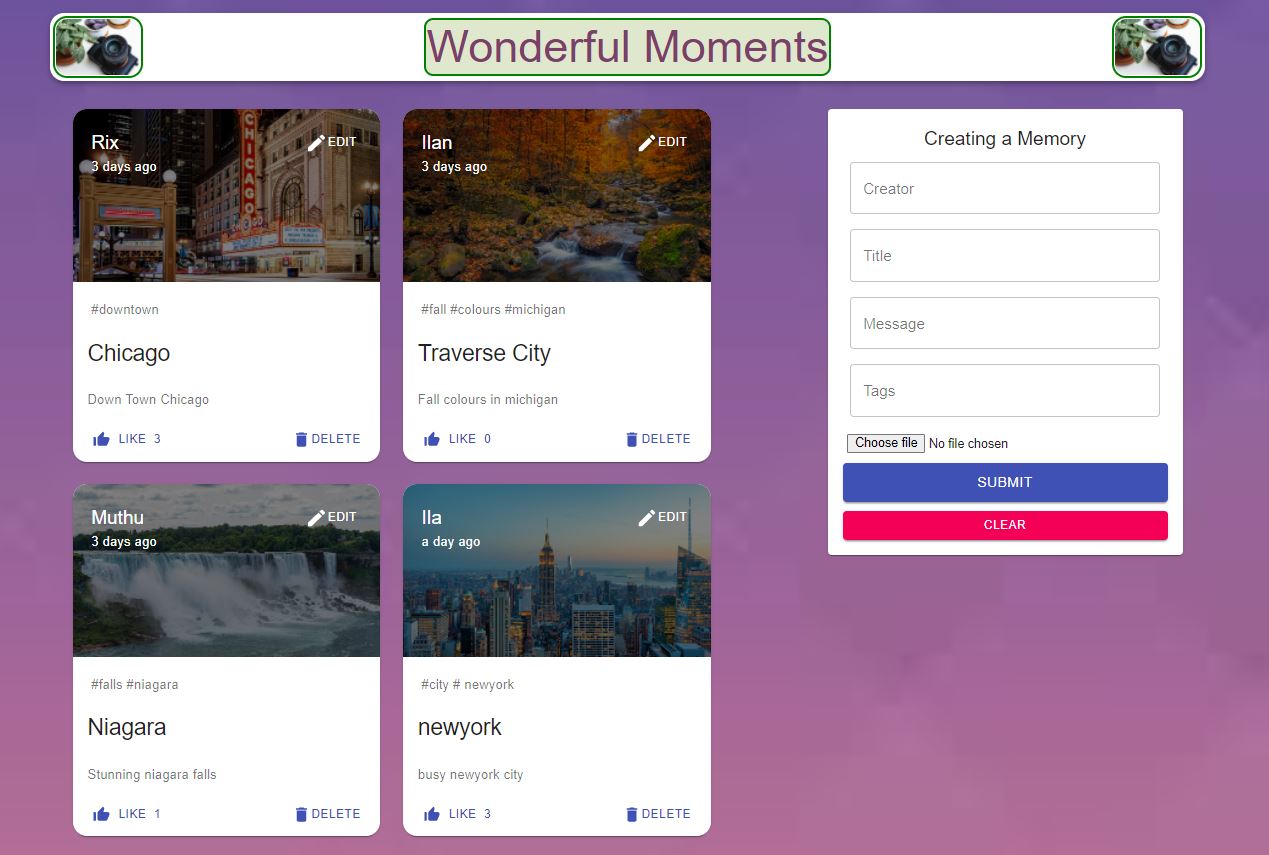 Wonderful Moments
Rix
EDIT
3 days ago
CHICAGO
CHICAGO
#downtown
Chicago
Down Town Chicago
LIKE 3
DELETE
Ilan
EDIT
3 days ago
#fall #colours #michigan
Traverse City
Fall colours in michigan
LIKE 0
DELETE
Muthu
EDIT
3 days ago
#falls #niagara
Niagara
Stunning niagara falls
LIKE 1
DELETE
Ila
EDIT
a day ago
#city # newyork
newyork
busy newyork city
LIKE 3
DELETE
Creating a Memory
Creator
Title
Message
Tags
Choose file No file chosen
SUBMIT
CLEAR